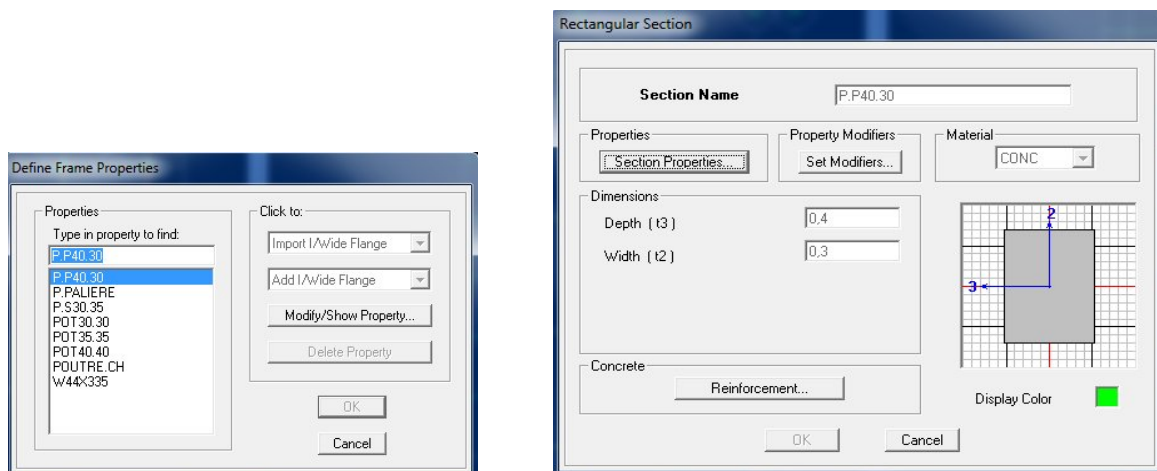 Define Frame Properties
Properties
Type in property to find:
P.P40.30
P.P40.30
P.PALIERE
P.S30.35
POT30.30
POT35.35
POT40.40
POUTRE.CH
W44X335
Click to:
Import I/Wide Flange
Add I/Wide Flange
Modify/Show Property...
Delete Property
OK
Cancel
Rectangular Section
Section Name P.P40.30
Properties
Section Properties...
Property Modifiers
Set Modifiers...
Material
CONC
Dimensions
Depth ( t3 ) 0,4
Width ( t2 ) 0,3
2
3
Concrete
Reinforcement...
Display Color
OK Cancel